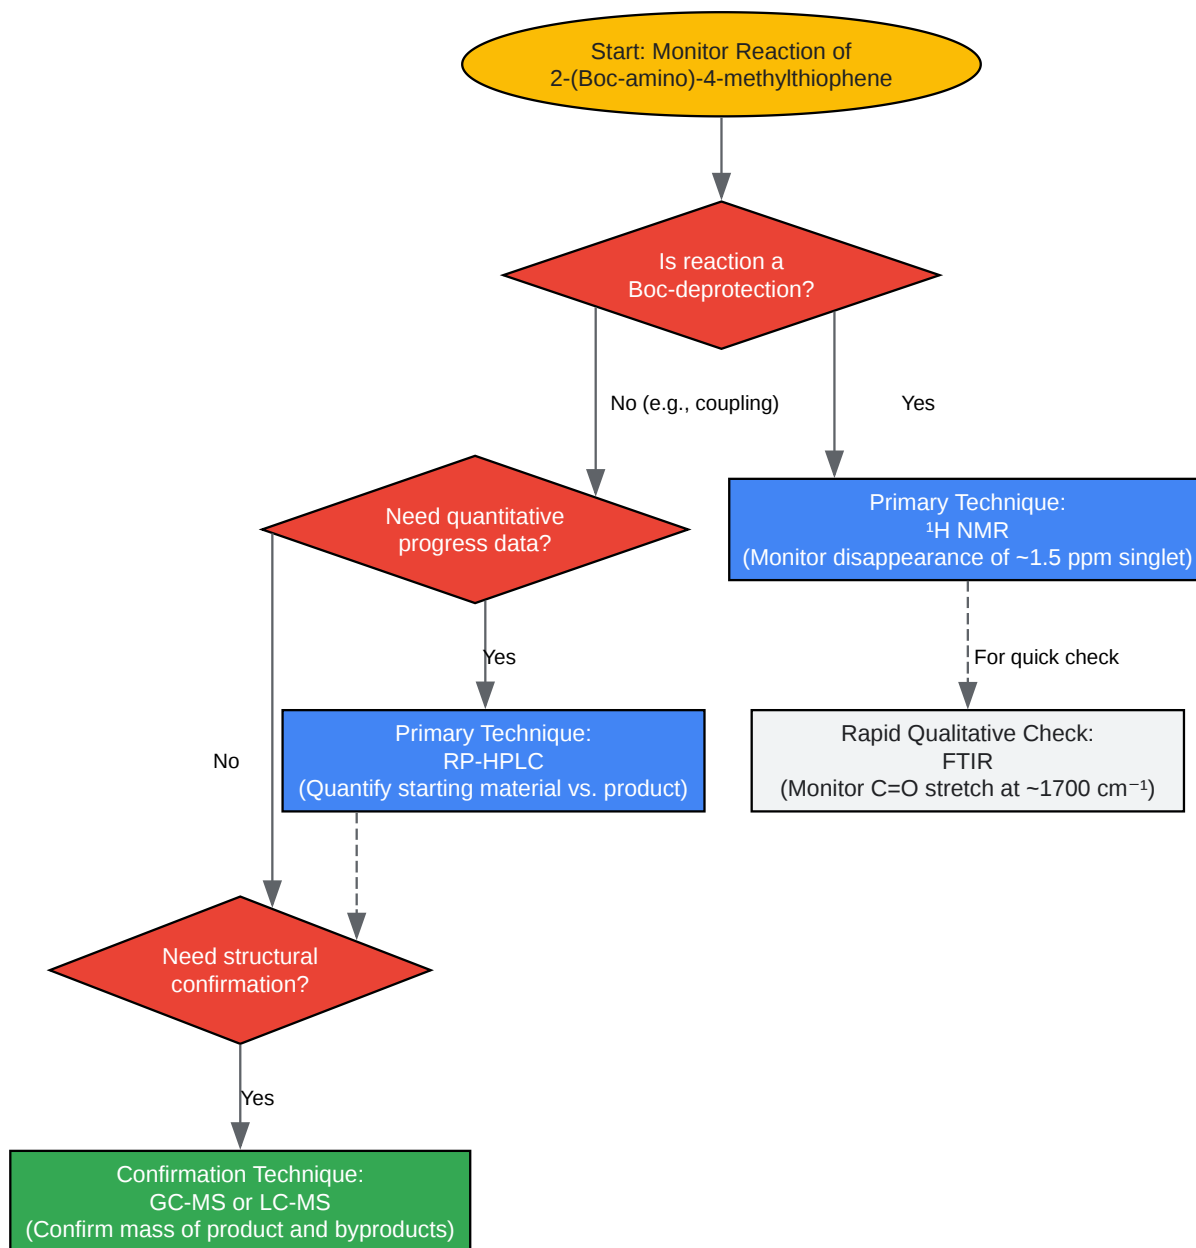 Start: Monitor Reaction of
2-(Boc-amino)-4-methylthiophene
Is reaction a
Boc-deprotection?
No (e.g., coupling)
Yes
Need quantitative
progress data?
Primary Technique:
¹H NMR
(Monitor disappearance of ~1.5 ppm singlet)
Yes
For quick check
No
Primary Technique:
RP-HPLC
(Quantify starting material vs. product)
Rapid Qualitative Check:
FTIR
(Monitor C=O stretch at ~1700 cm⁻¹)
Need structural
confirmation?
Yes
Confirmation Technique:
GC-MS or LC-MS
(Confirm mass of product and byproducts)